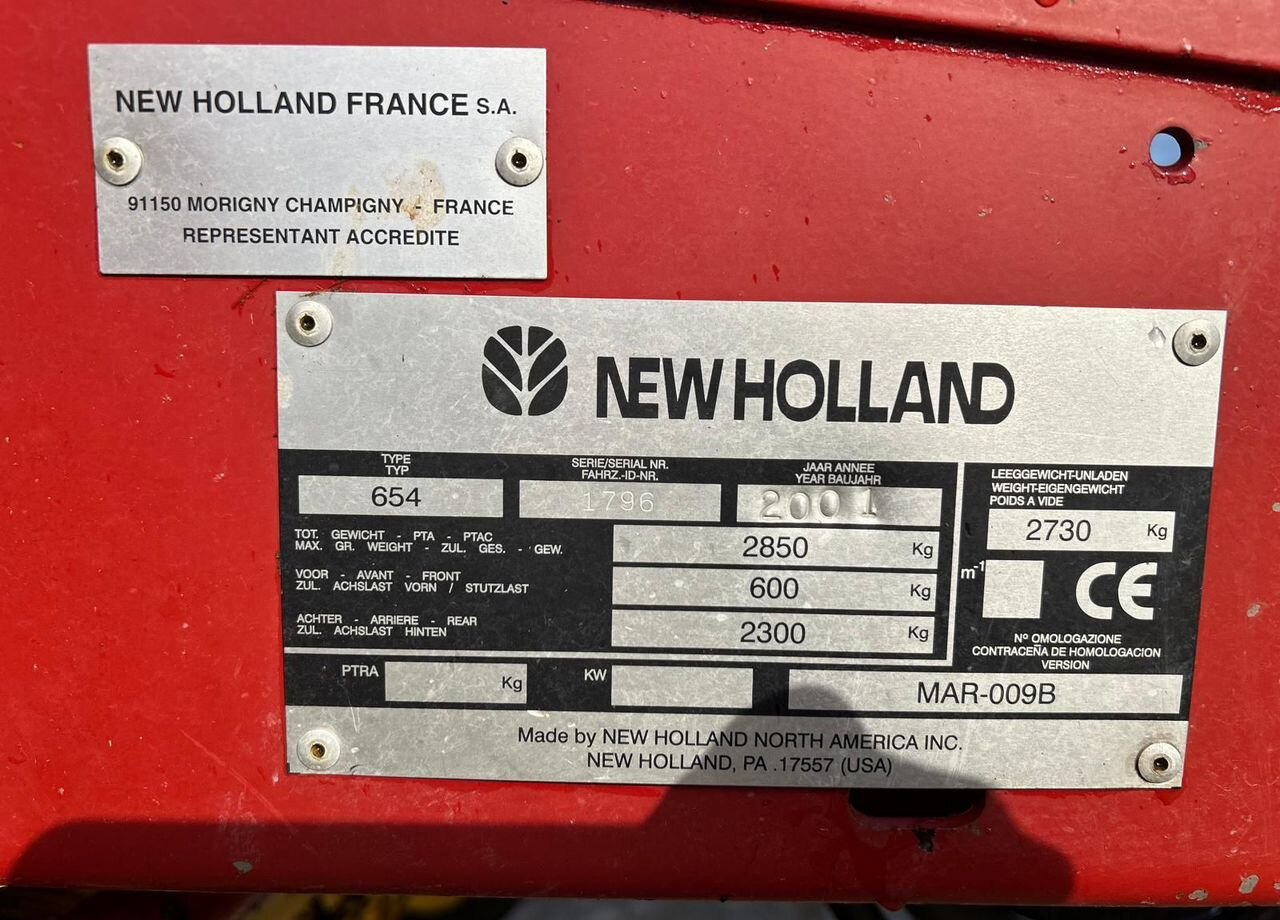 NEW HOLLAND FRANCE S.A.
91150 MORIGNY CHAMPIGNY - FRANCE
REPRESENTANT ACCREDITE
NEW HOLLAND
TYPE
TYP
654
SERIE/SERIAL NR.
FAHRZ.-ID-NR.
1796
JAAR ANNEE
YEAR BAUJAHR
2001
LEEGGEWICHT-UNLADEN
WEIGHT-EIGENGEWICHT
POIDS A VIDE
2730 Kg
TOT. GEWICHT - PTA - PTAC
MAX. GR. WEIGHT - ZUL. GES. - GEW.
2850 Kg
VOOR - AVANT - FRONT
ZUL. ACHSLAST VORN / STUTZLAST
600 Kg
ACHTER - ARRIERE - REAR
ZUL. ACHSLAST HINTEN
2300 Kg
m-1
CE
Nº OMOLOGAZIONE
CONTRACEÑA DE HOMOLOGACION
VERSION
PTRA Kg
KW
MAR-009B
Made by NEW HOLLAND NORTH AMERICA INC.
NEW HOLLAND, PA .17557 (USA)